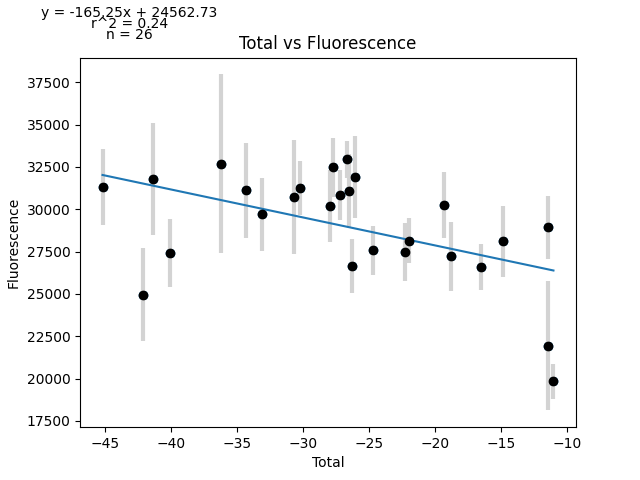 y = -165.25x + 24562.73
r^2 = 0.24
n = 26
Total vs Fluorescence
37500
35000
32500
30000
27500
25000
22500
20000
17500
Fluorescence
−45 −40 −35 −30 −25 −20 −15 −10
Total